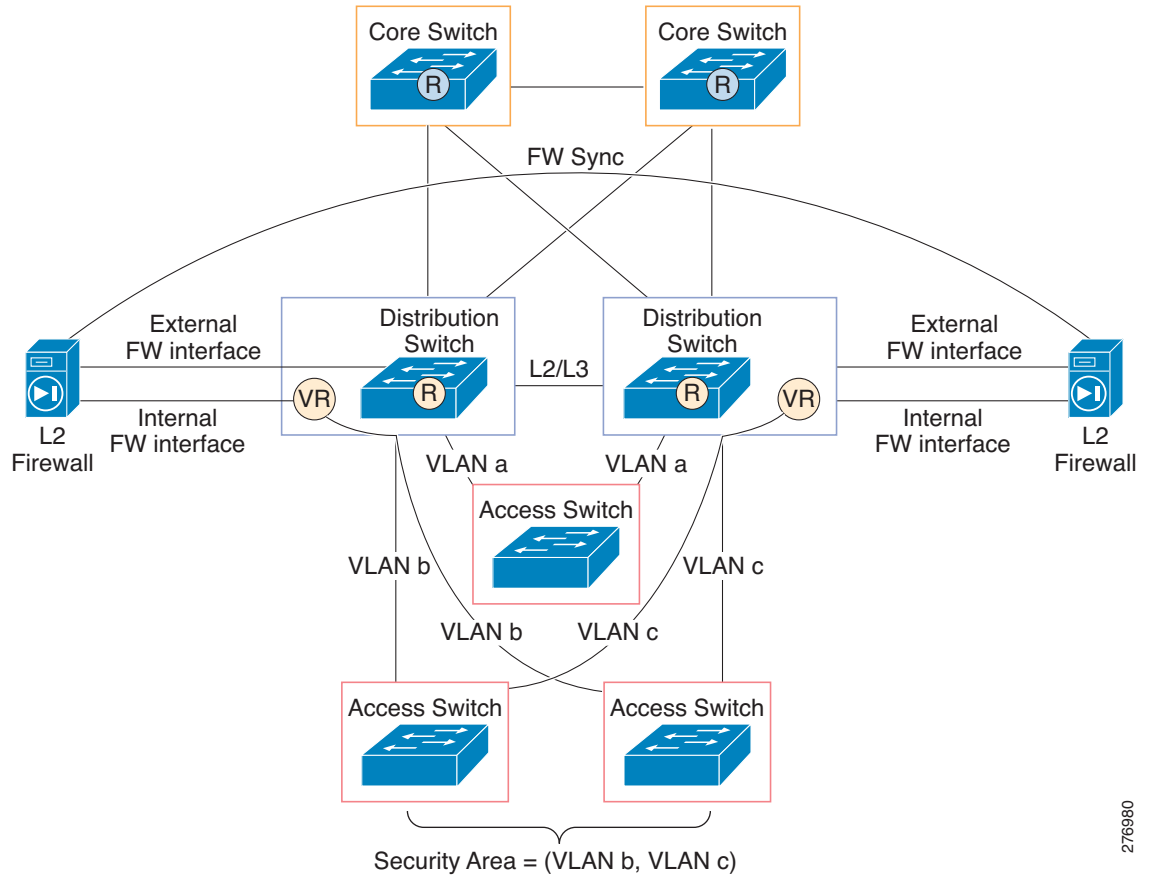 Core Switch
Core Switch
R
R
FW Sync
External
FW interface
Distribution
Switch
Distribution
Switch
External
FW interface
L2/L3
R
R
VR
VR
Internal
FW interface
Internal
FW interface
L2
Firewall
L2
Firewall
VLAN a
VLAN a
Access Switch
VLAN b
VLAN c
VLAN b
VLAN c
Access Switch
Access Switch
Security Area = (VLAN b, VLAN c)
276980